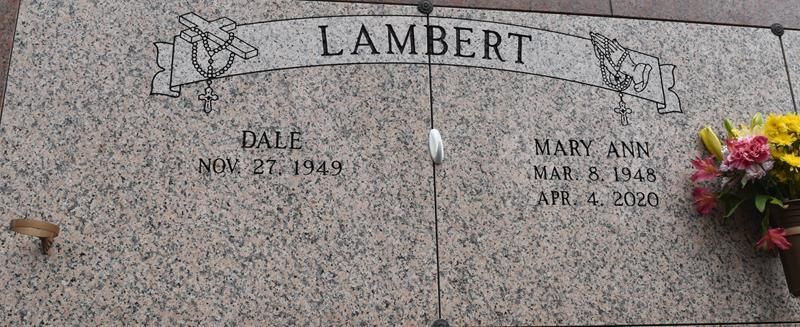 LAMBERT
DALE
NOV. 27, 1949
MARY ANN
MAR. 8, 1948
APR. 4, 2020